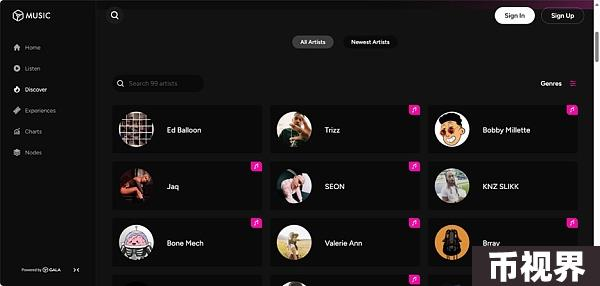 MUSIC
Sign In
Sign Up
Home
Listen
Discover
Experiences
Charts
Nodes
All Artists
Newest Artists
Search 99 artists
Genres
Ed Balloon
Trizz
Bobby Millette
Jaq
SEON
KNZ SLIKK
Bone Mech
Valerie Ann
Brray
Powered by GALA
币视界